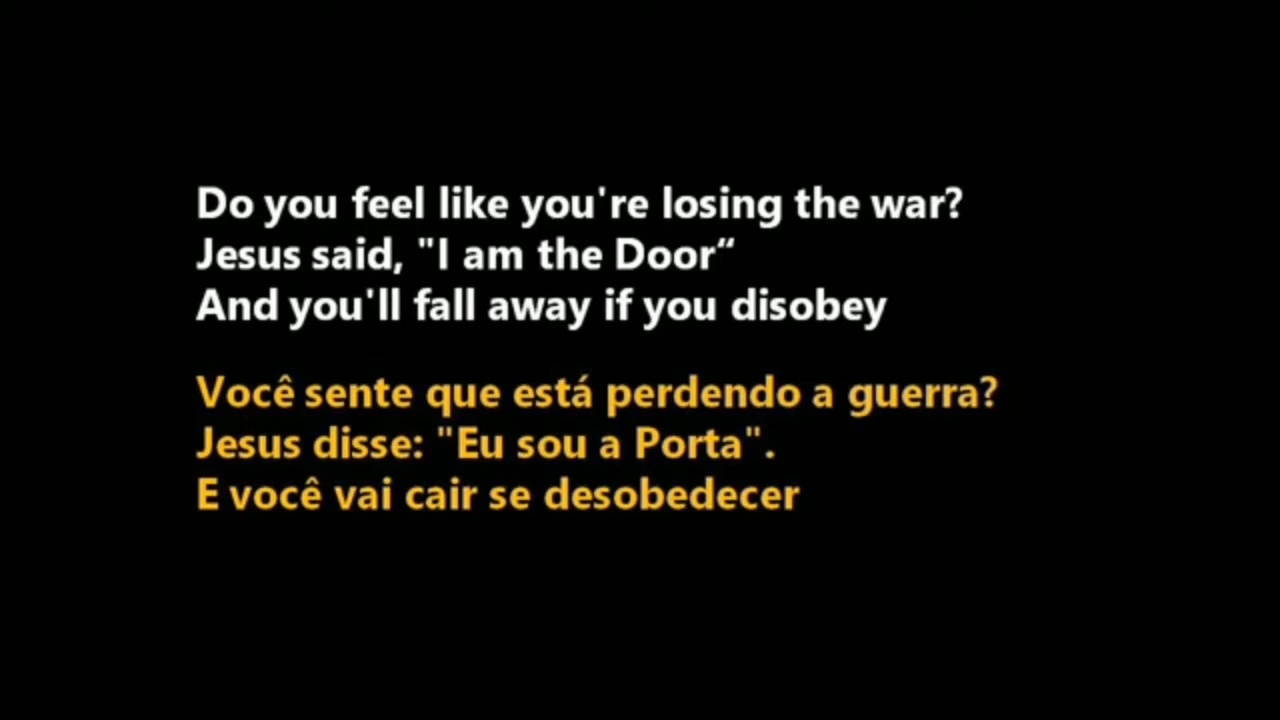 Do you feel like you're losing the war?
Jesus said, "I am the Door“
And you'll fall away if you disobey
Você sente que está perdendo a guerra?
Jesus disse: "Eu sou a Porta".
E você vai cair se desobedecer